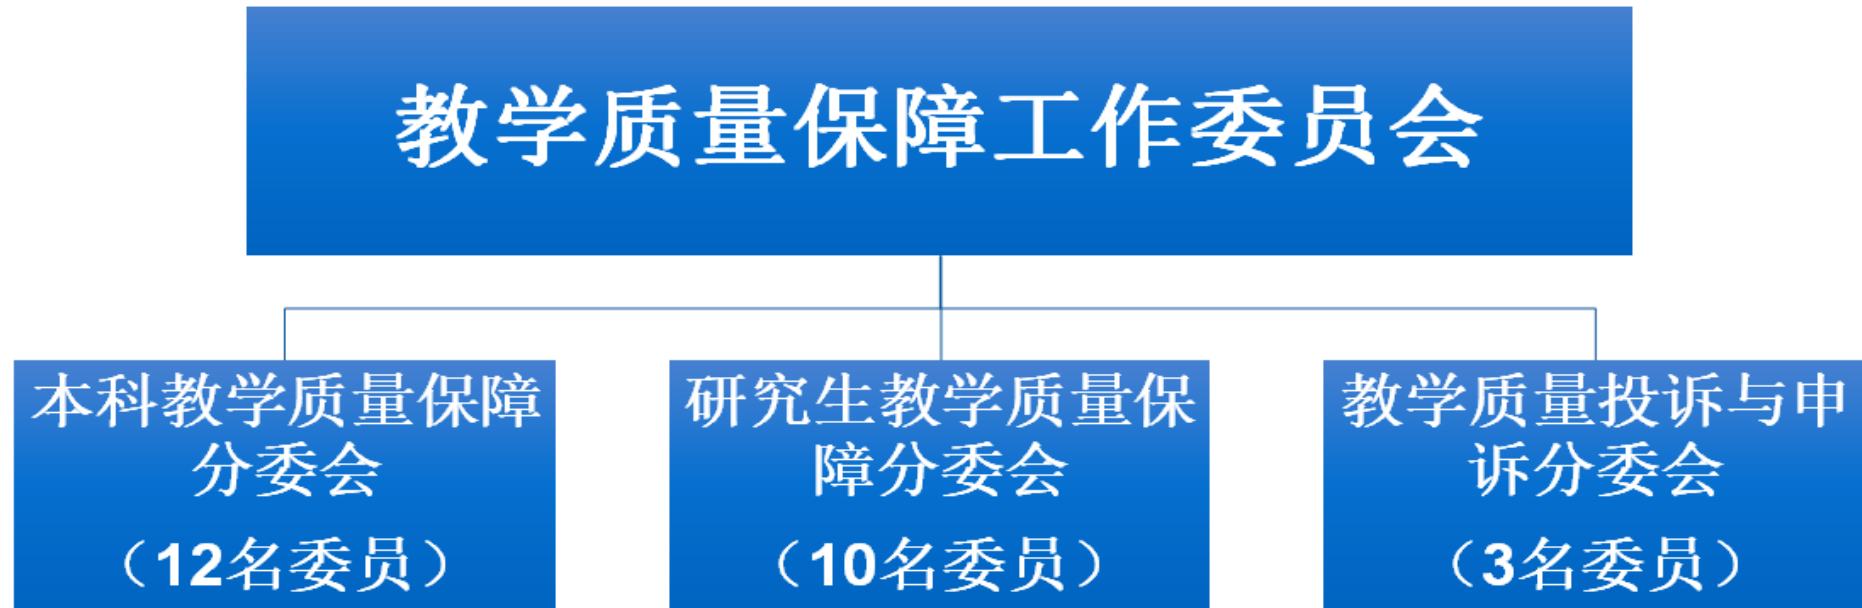 教学质量保障工作委员会
本科教学质量保障
分委会
（12名委员）
研究生教学质量保
障分委会
（10名委员）
教学质量投诉与申
诉分委会
（3名委员）